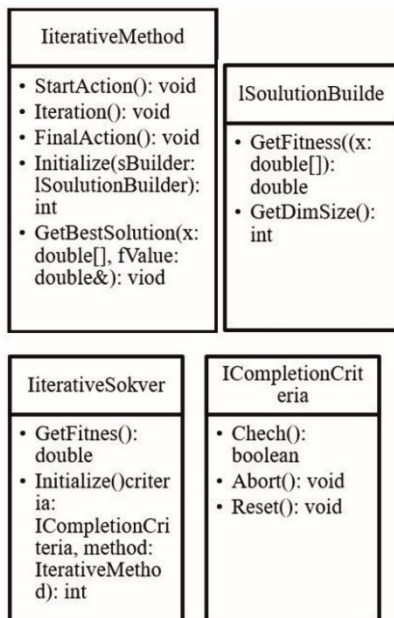 IiterativeMethod
• StartAction(): void
• Iteration(): void
• FinalAction(): void
• Initialize(sBuilder:
lSoulutionBuilder):
int
• GetBestSolution(x:
double[], fValue:
double&): viod
lSoulutionBuilde
• GetFitness((x:
double[]):
double
• GetDimSize():
int
IiterativeSokver
• GetFitnes():
double
• Initialize()criter
ia:
ICompletionCri
teria, method:
IterativeMetho
d): int
ICompletionCrit
eria
• Chech():
boolean
• Abort(): void
• Reset(): void